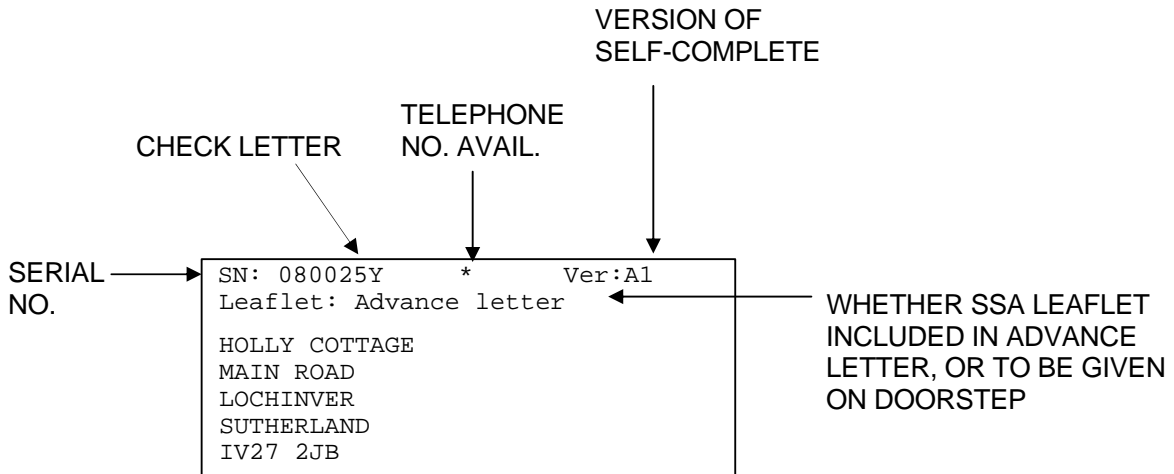 VERSION OF
SELF-COMPLETE
TELEPHONE
NO. AVAIL.
CHECK LETTER
SERIAL
NO.
SN: 080025Y * Ver:A1
Leaflet: Advance letter
HOLLY COTTAGE
MAIN ROAD
LOCHINVER
SUTHERLAND
IV27 2JB
WHETHER SSA LEAFLET
INCLUDED IN ADVANCE
LETTER, OR TO BE GIVEN
ON DOORSTEP